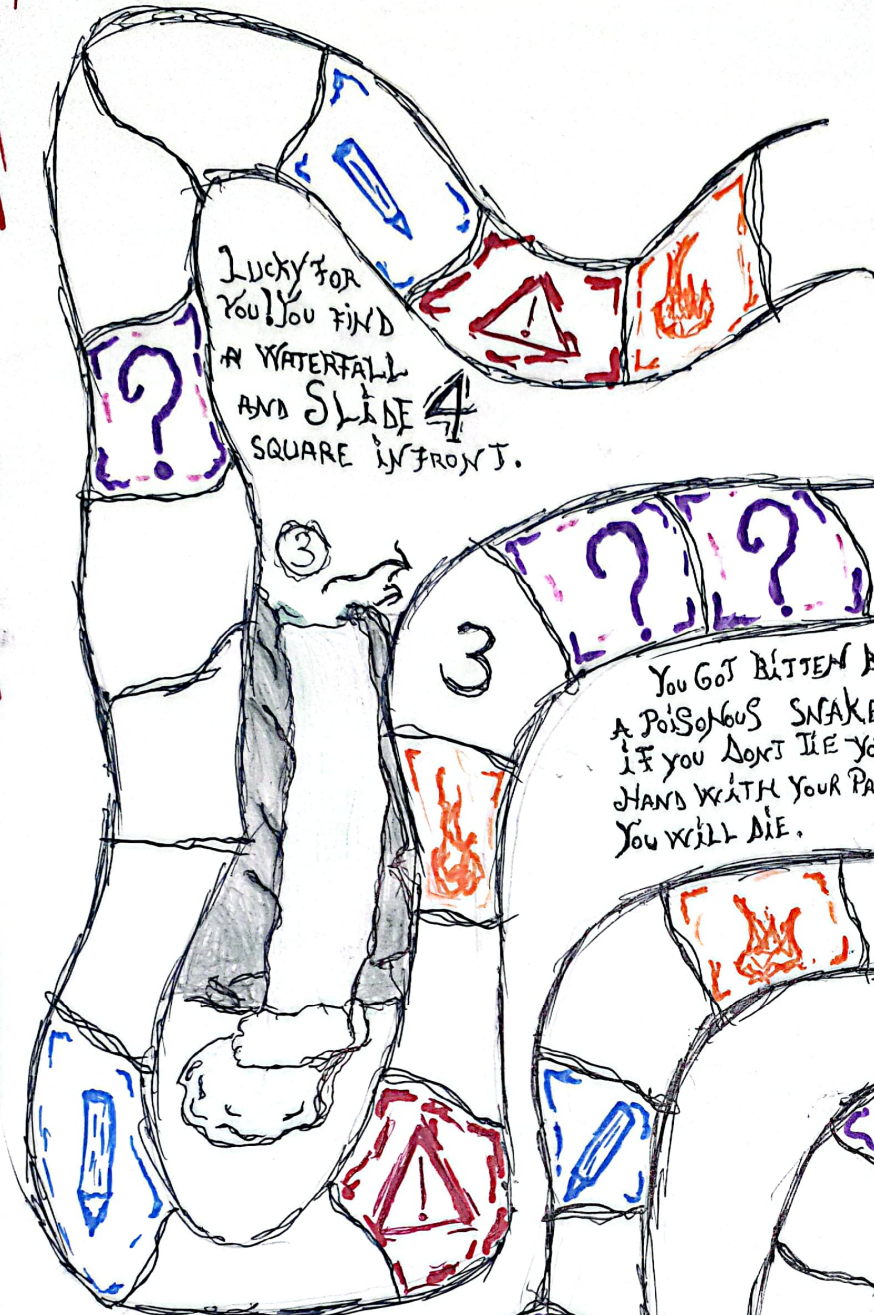 LUCKY FOR
YOU! YOU FIND
A WATERFALL
AND SLIDE 4
SQUARE INFRONT.
3
?
? ?
3
YOU GOT BITTEN
A POISONOUS SNAKE
IF YOU DONT TIE
HAND WITH YOUR
YOU WILL DIE.